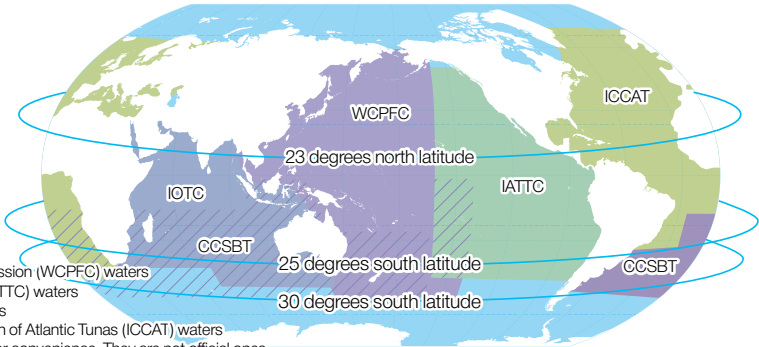 ICCAT
WCPFC
23 degrees north latitude
IATTC
IOTC
CCSBT
25 degrees south latitude
CCSBT
ssion (WCPFC) waters
TTC) waters
s
30 degrees south latitude
n of Atlantic Tunas (ICCAT) waters